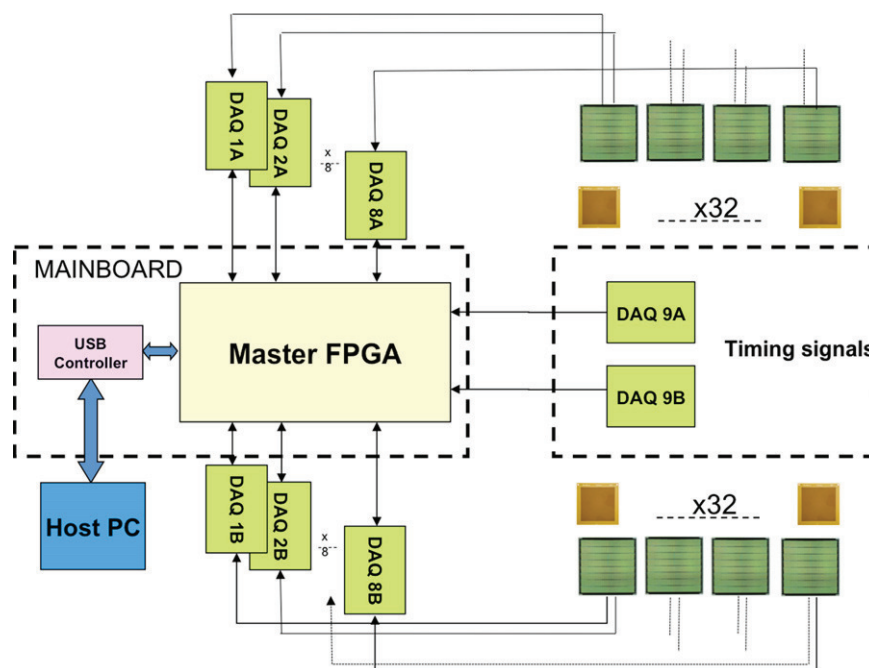 DAQ 1A
DAQ 2A
x
8
DAQ 8A
x32
MAINBOARD
USB
Controller
Master FPGA
DAQ 9A
DAQ 9B
Timing signals
Host PC
DAQ 1B
DAQ 2B
x
8
DAQ 8B
x32